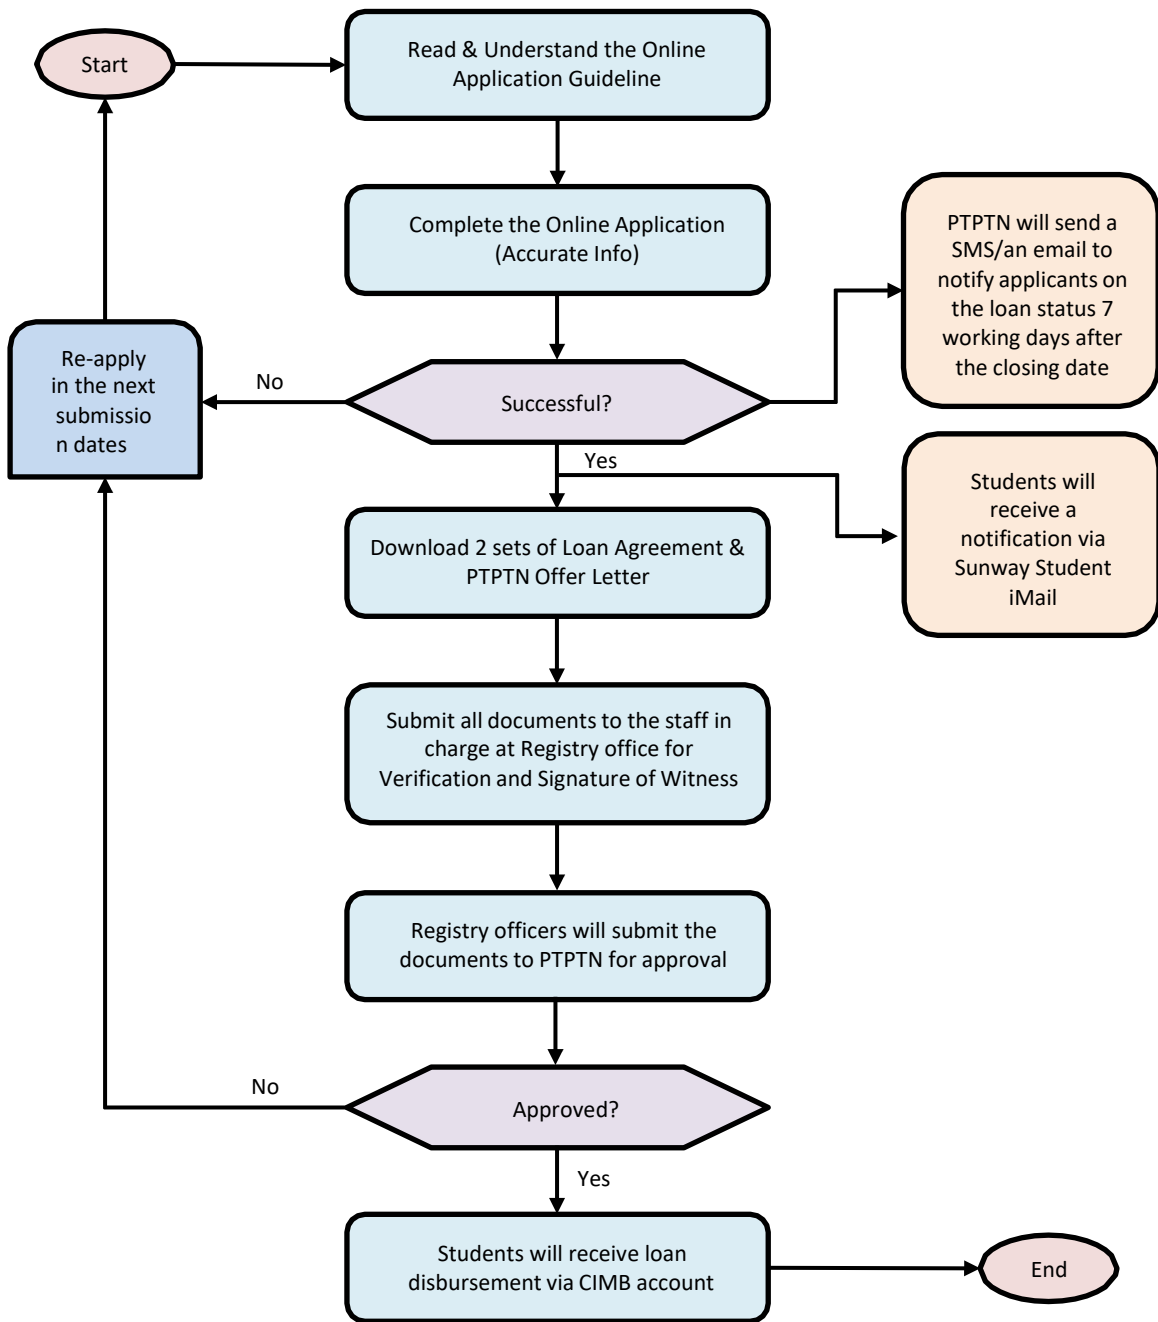 Start
Read & Understand the Online
Application Guideline
Complete the Online Application
(Accurate Info)
PTPTN will send a
SMS/an email to
notify applicants on
the loan status 7
working days after
the closing date
Re-apply
in the next
submissio
n dates
No
Successful?
Yes
Students will
receive a
notification via
Sunway Student
iMail
Download 2 sets of Loan Agreement &
PTPTN Offer Letter
Submit all documents to the staff in
charge at Registry office for
Verification and Signature of Witness
Registry officers will submit the
documents to PTPTN for approval
No
Approved?
Yes
Students will receive loan
disbursement via CIMB account
End